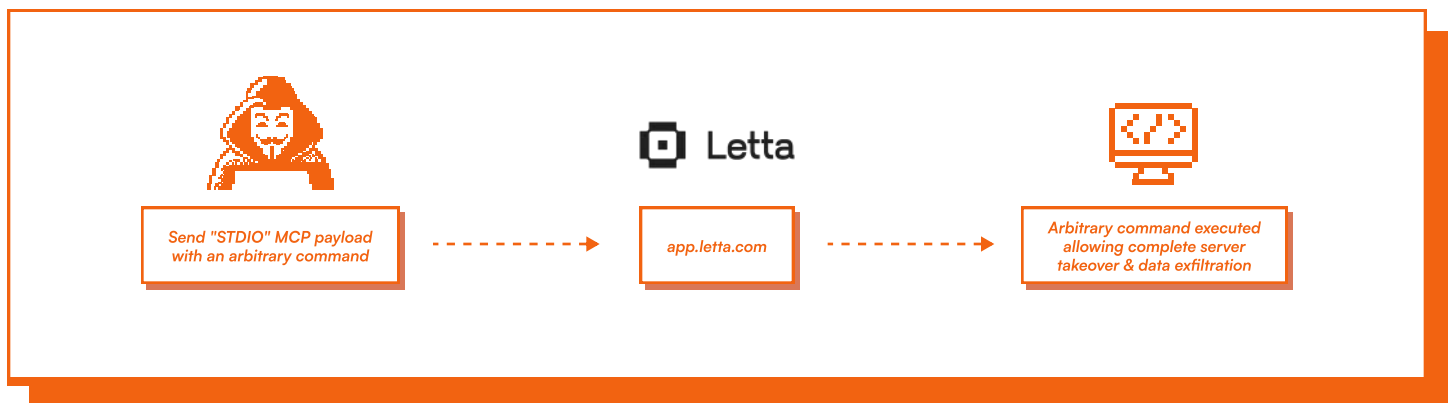 Letta
Send "STDIO" MCP payload
with an arbitrary command
app.letta.com
Arbitrary command executed
allowing complete server
takeover & data exfiltration